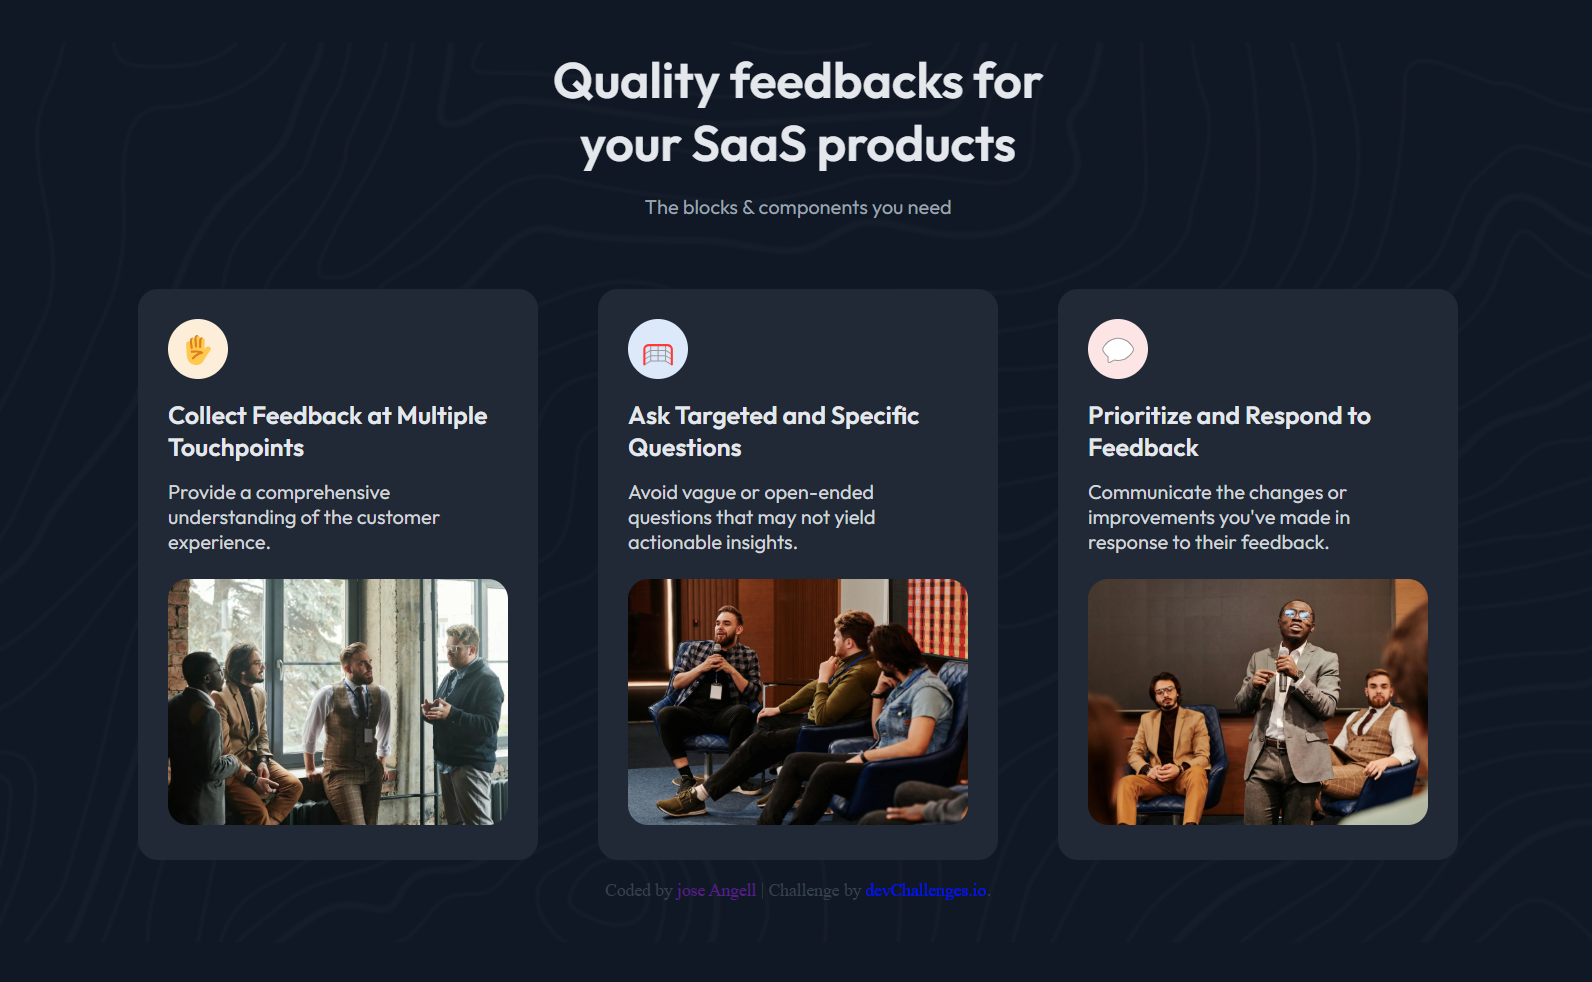 Quality feedbacks for
your SaaS products
The blocks & components you need
Collect Feedback at Multiple
Touchpoints
Provide a comprehensive
understanding of the customer
experience.
Ask Targeted and Specific
Questions
Avoid vague or open-ended
questions that may not yield
actionable insights.
Prioritize and Respond to
Feedback
Communicate the changes or
improvements you've made in
response to their feedback.
Coded by jose Angell | Challenge by devChallenges.io.